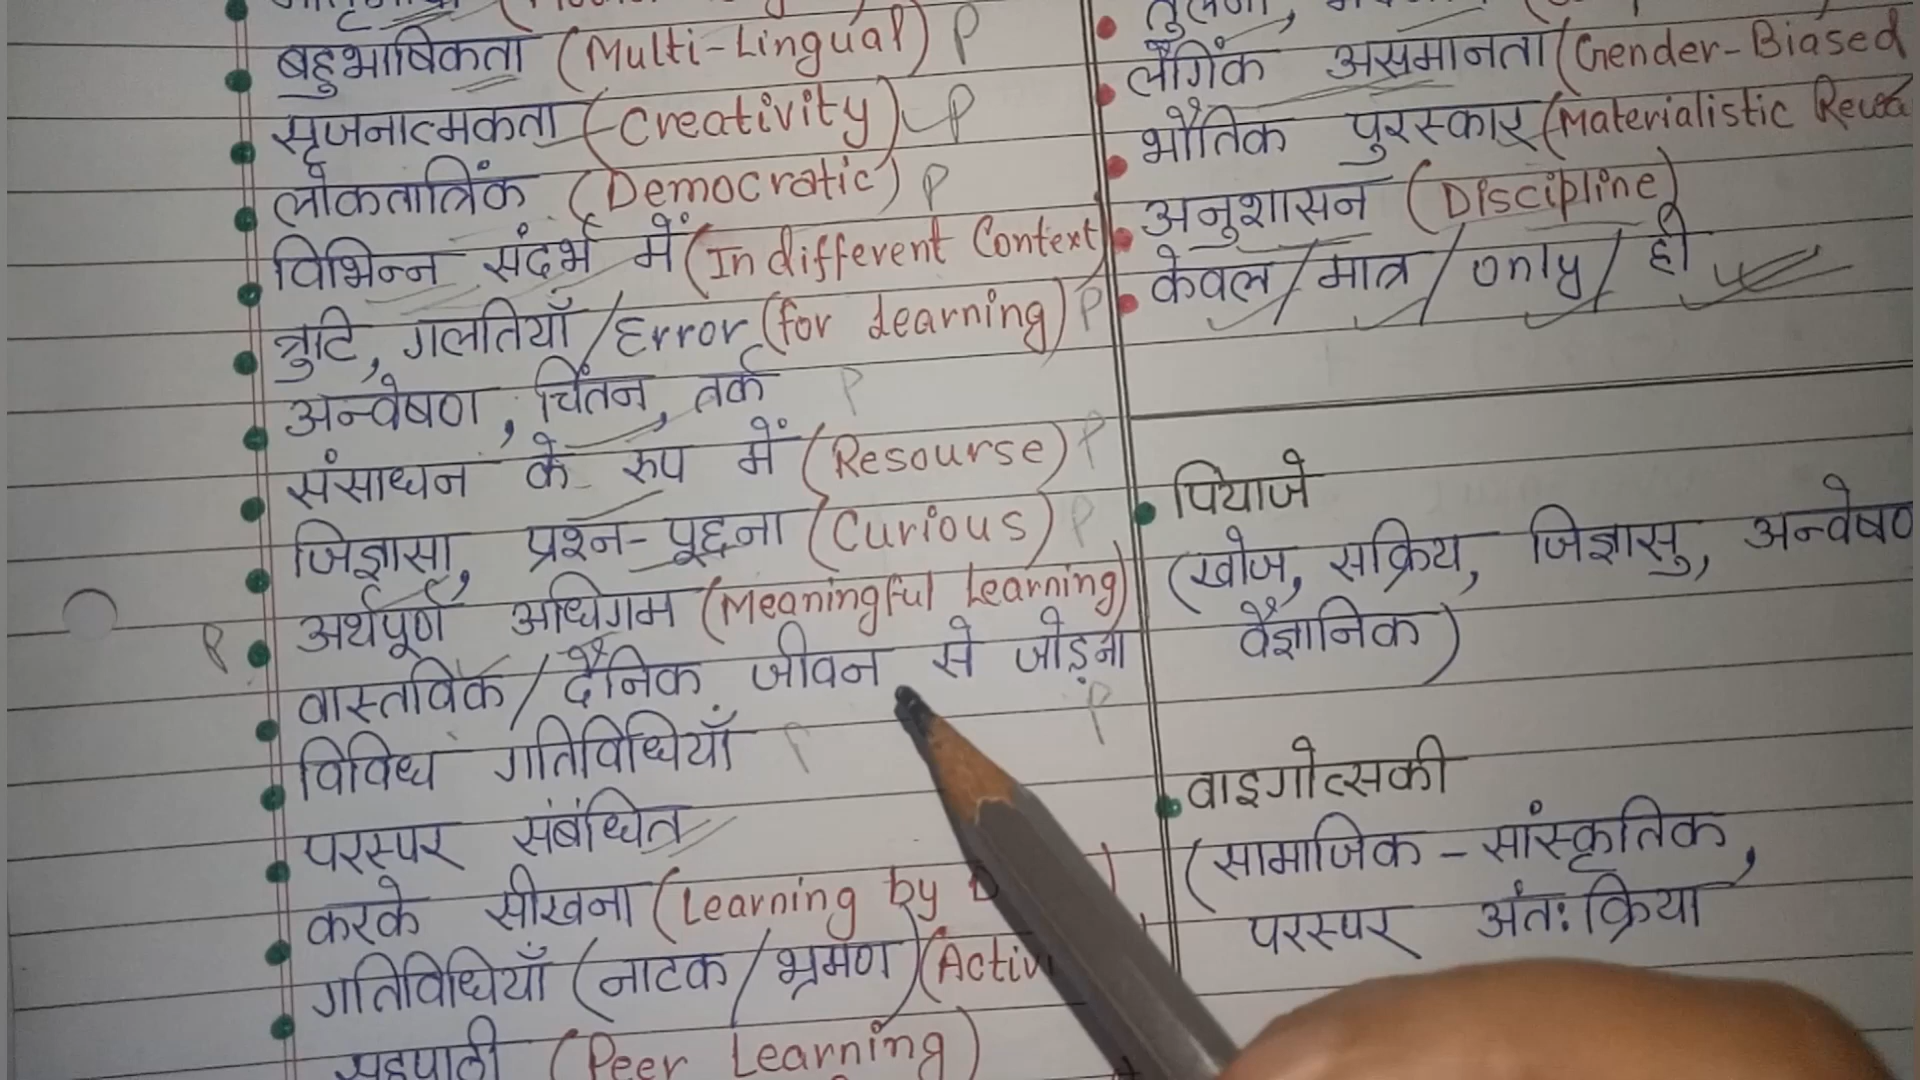 बहुभाषिकता (Multi-Lingual) P
सृजनात्मकता (Creativity) P
लोकतांत्रिक (Democratic) P
विभिन्न संदर्भ में (In different Context)
त्रुटि, गलतियाँ/Error (for Learning) P
अन्वेषण, चिंतन, तर्क P
संसाधन के रूप में (Resourse) P
जिज्ञासा, प्रश्न-पूछना (Curious) P
अर्थपूर्ण अधिगम (Meaningful Learning)
P वास्तविक/दैनिक जीवन से जोड़ना P
विविध गतिविधियाँ P
परस्पर संबंधित
करके सीखना (Learning by
गतिविधियाँ (नाटक/भ्रमण) (Activ
सहपाठी (Peer Learning)
लैंगिक असमानता (Gender-Biased
भौतिक पुरस्कार (Materialistic
अनुशासन (Discipline)
केवल/मात्र/only/ही
पियाजे
(खोज, सक्रिय, जिज्ञासु, अन्वेषण
वैज्ञानिक)
वाइगोत्सकी
(सामाजिक - सांस्कृतिक,
परस्पर अंतःक्रिया